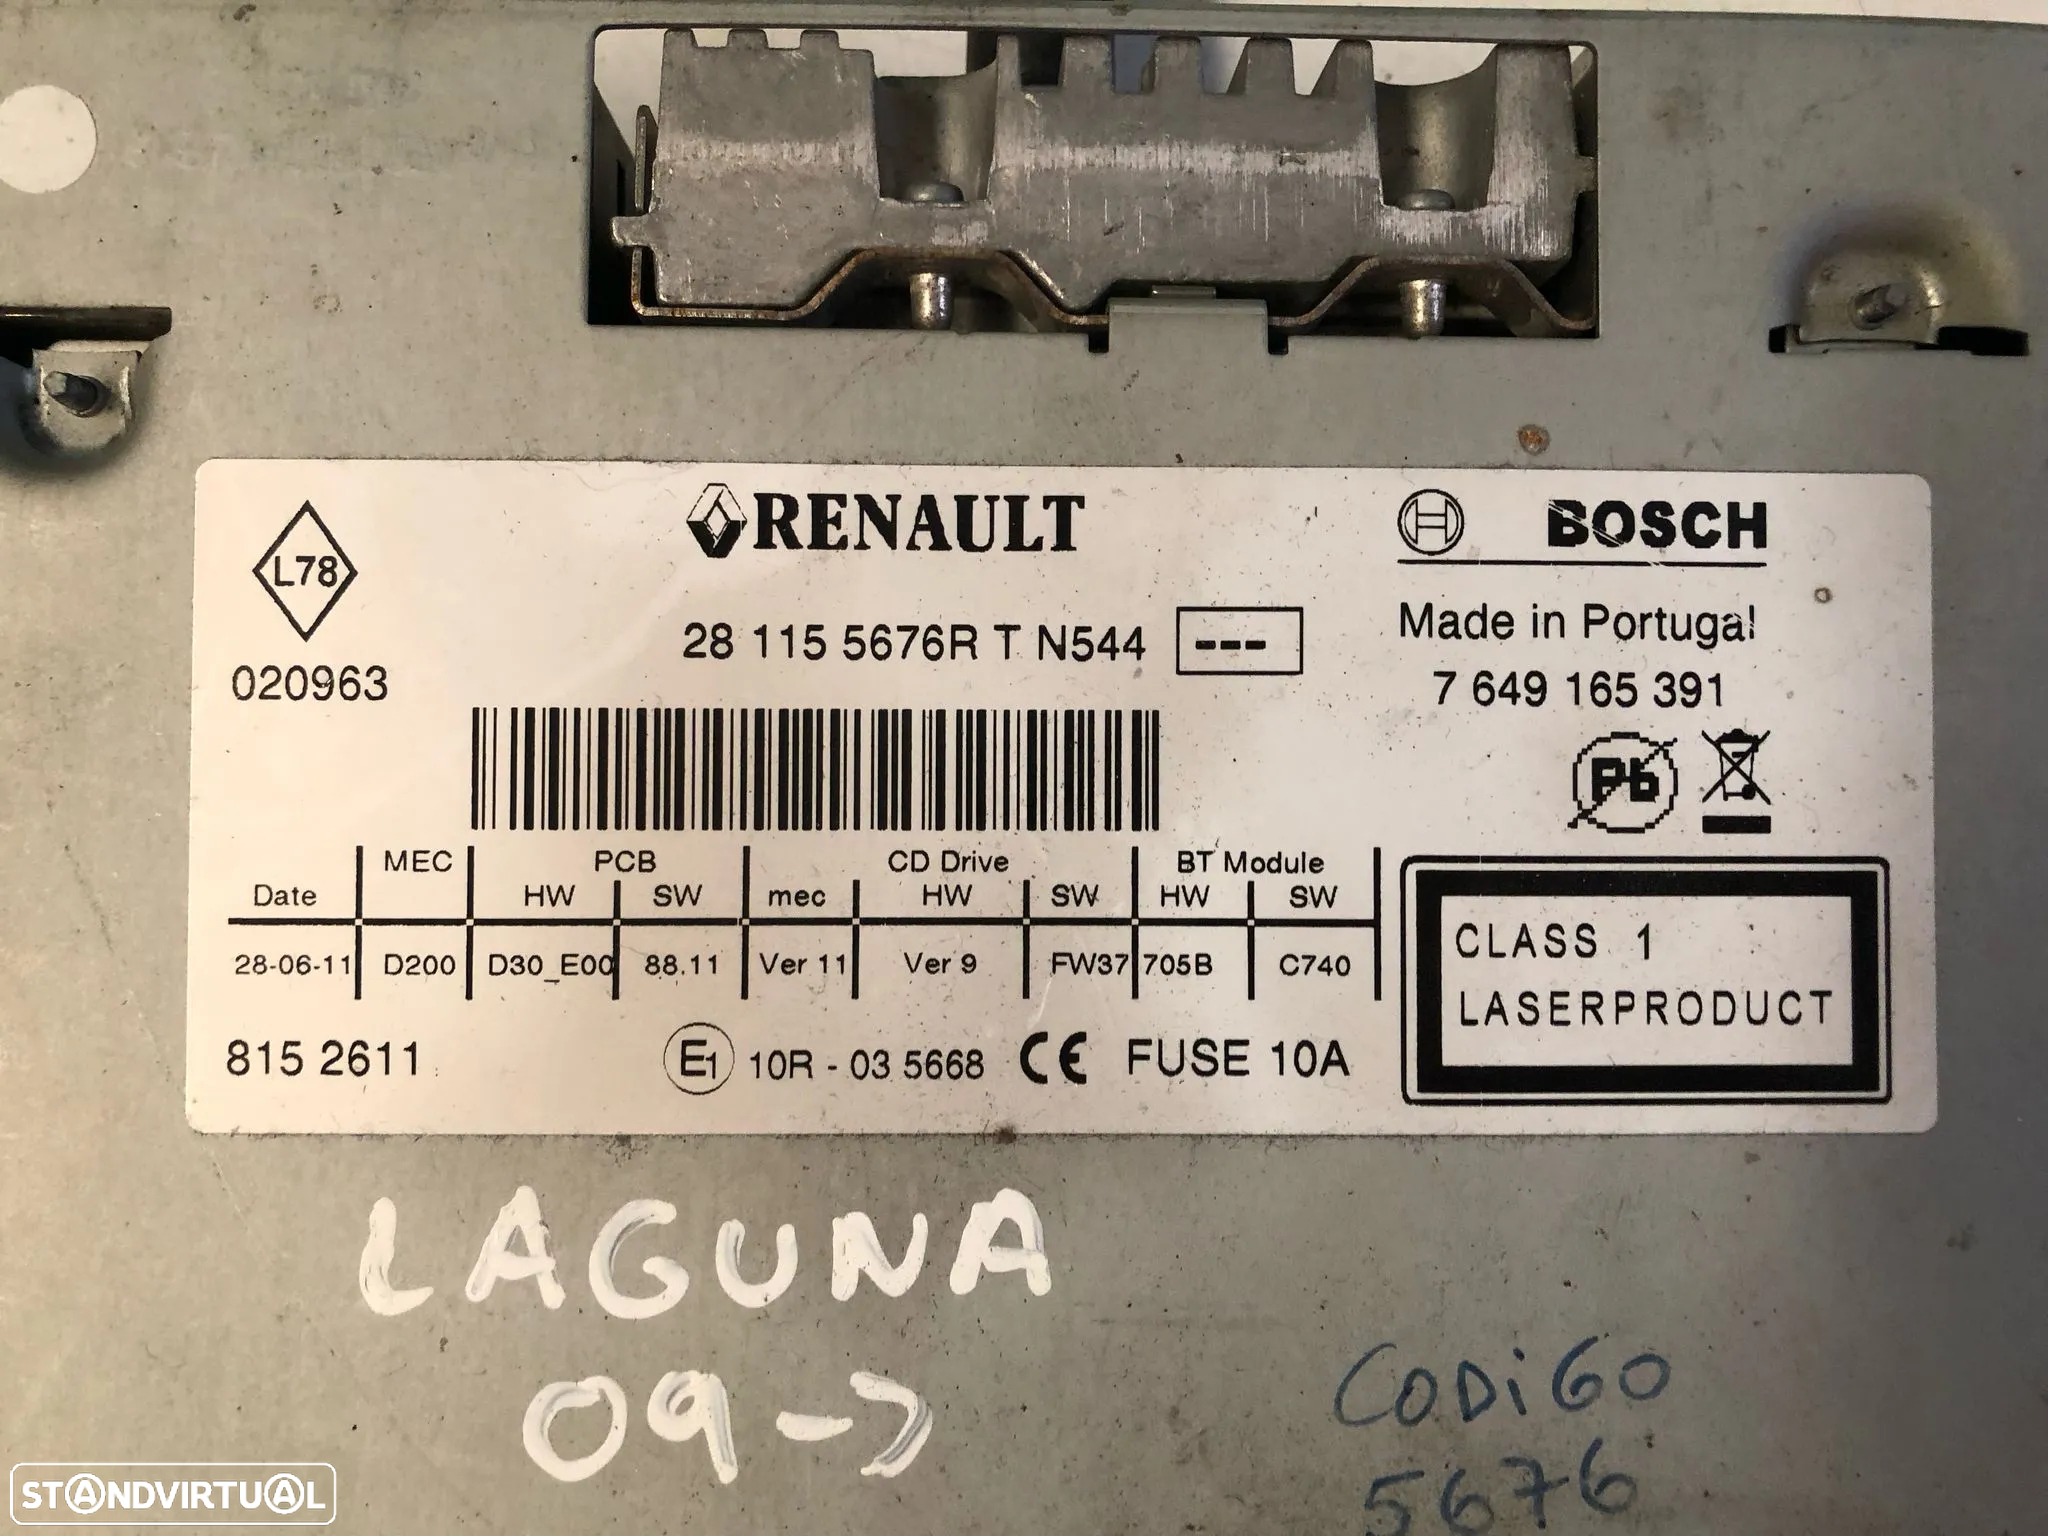 L78
RENAULT
BOSCH
28 115 5676R T N544
---
Made in Portugal
020963
7 649 165 391
Pb
MEC PCB CD Drive BT Module
Date HW SW mec HW SW HW SW
28-06-11 D200 D30_E00 88.11 Ver 11 Ver 9 FW37 705B C740
CLASS 1
LASERPRODUCT
815 2611
E1 10R - 03 5668 CE FUSE 10A
LAGUNA
09->
CODiGO
5676
STANDVIRTUAL